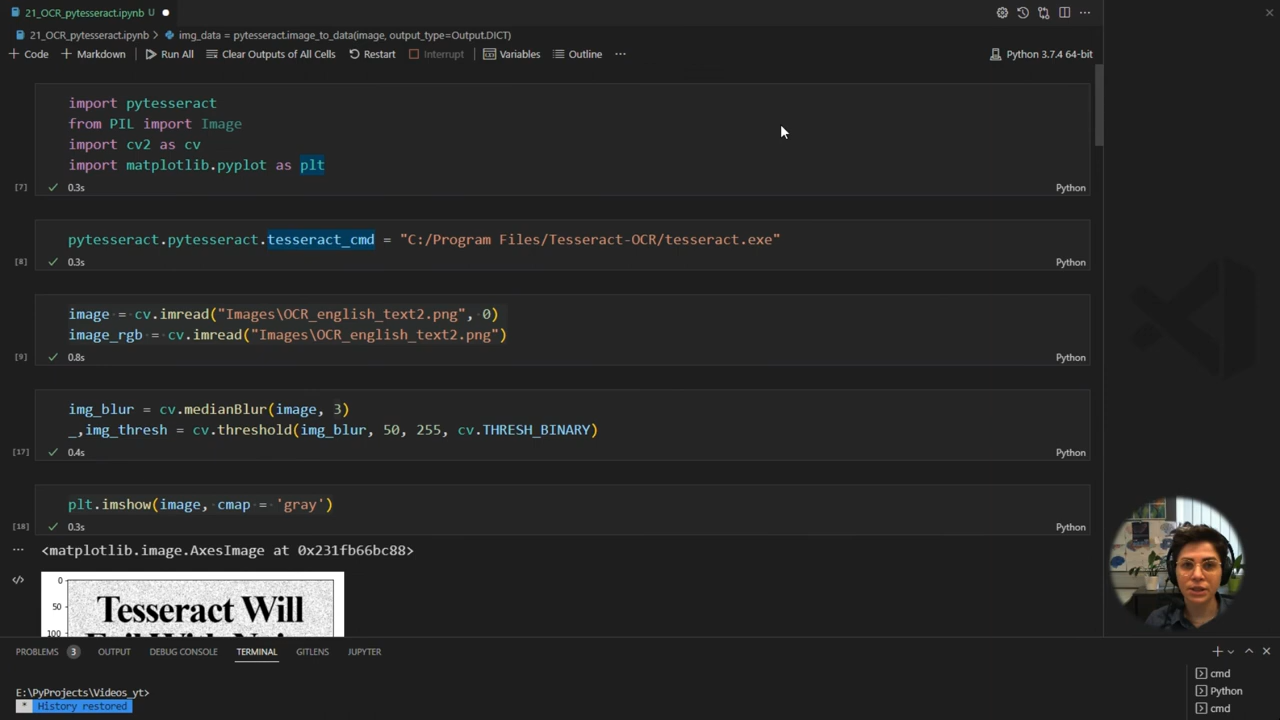 21_OCR_pytesseract.ipynb U
21_OCR_pytesseract.ipynb > img_data = pytesseract.image_to_data(image, output_type=Output.DICT)
+ Code + Markdown Run All Clear Outputs of All Cells Restart Interrupt Variables Outline ... Python 3.7.4 64-bit
import pytesseract
from PIL import Image
import cv2 as cv
import matplotlib.pyplot as plt
[7] ✓ 0.3s Python
pytesseract.pytesseract.tesseract_cmd = "C:/Program Files/Tesseract-OCR/tesseract.exe"
[8] ✓ 0.3s Python
image = cv.imread("Images\OCR_english_text2.png", 0)
image_rgb = cv.imread("Images\OCR_english_text2.png")
[9] ✓ 0.8s Python
img_blur = cv.medianBlur(image, 3)
_,img_thresh = cv.threshold(img_blur, 50, 255, cv.THRESH_BINARY)
[17] ✓ 0.4s Python
plt.imshow(image, cmap = 'gray')
[18] ✓ 0.3s Python
... <matplotlib.image.AxesImage at 0x231fb66bc88>
0
Tesseract Will
50
100
PROBLEMS 3 OUTPUT DEBUG CONSOLE TERMINAL GITLENS JUPYTER
cmd
E:\PyProjects\Videos_yt>
Python
* History restored
cmd